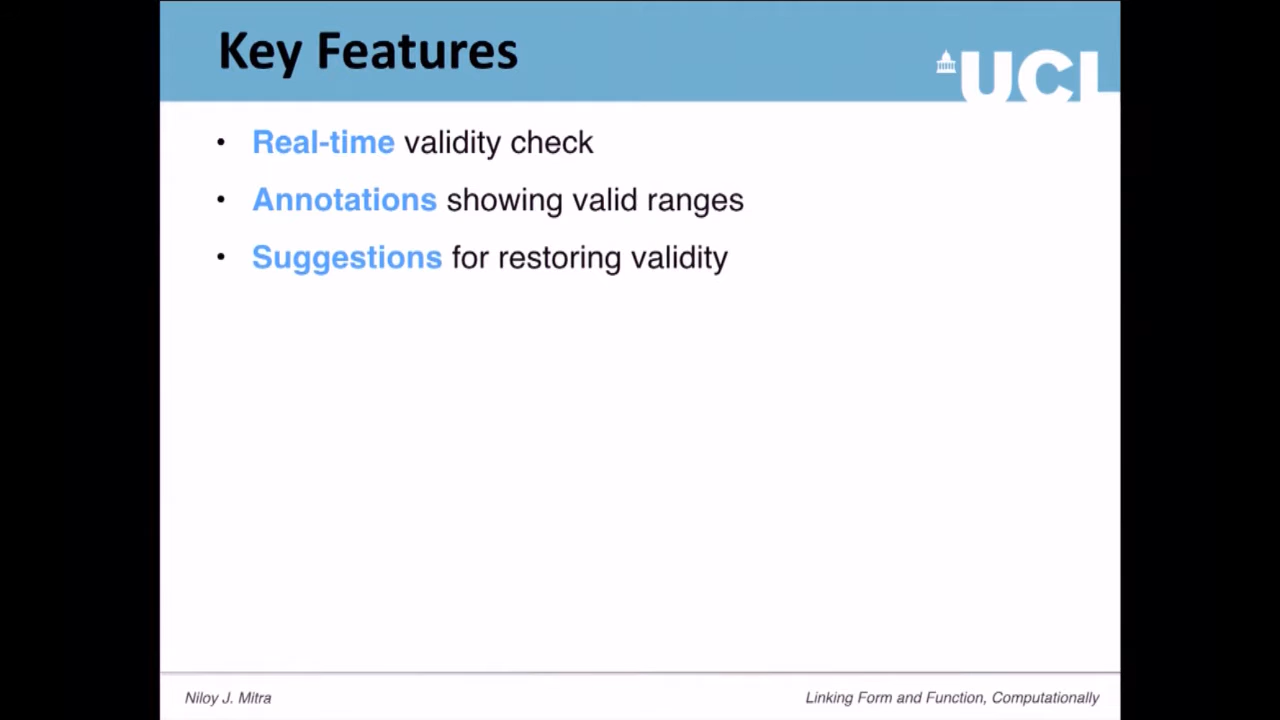 Key Features
UCL
• Real-time validity check
• Annotations showing valid ranges
• Suggestions for restoring validity
Niloy J. Mitra
Linking Form and Function, Computationally